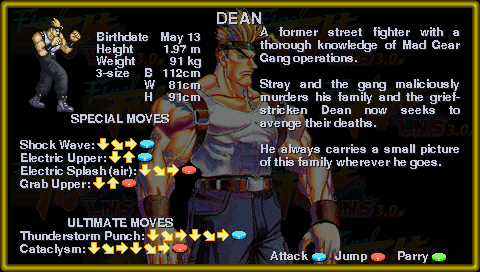 DEAN
Birthdate May 13
Height 1.97 m
Weight 91 kg
3-size B 112cm
W 81cm
H 91cm
SPECIAL MOVES
Shock Wave:
Electric Upper:
Electric Splash (air):
Grab Upper:
ULTIMATE MOVES
Thunderstorm Punch:
Cataclysm:
A former street fighter with a
thorough knowledge of Mad Gear
Gang operations.
Stray and the gang maliciously
murders his family and the grief-
stricken Dean now seeks to
avenge their deaths.
He always carries a small picture
of this family wherever he goes.
Attack Jump Parry